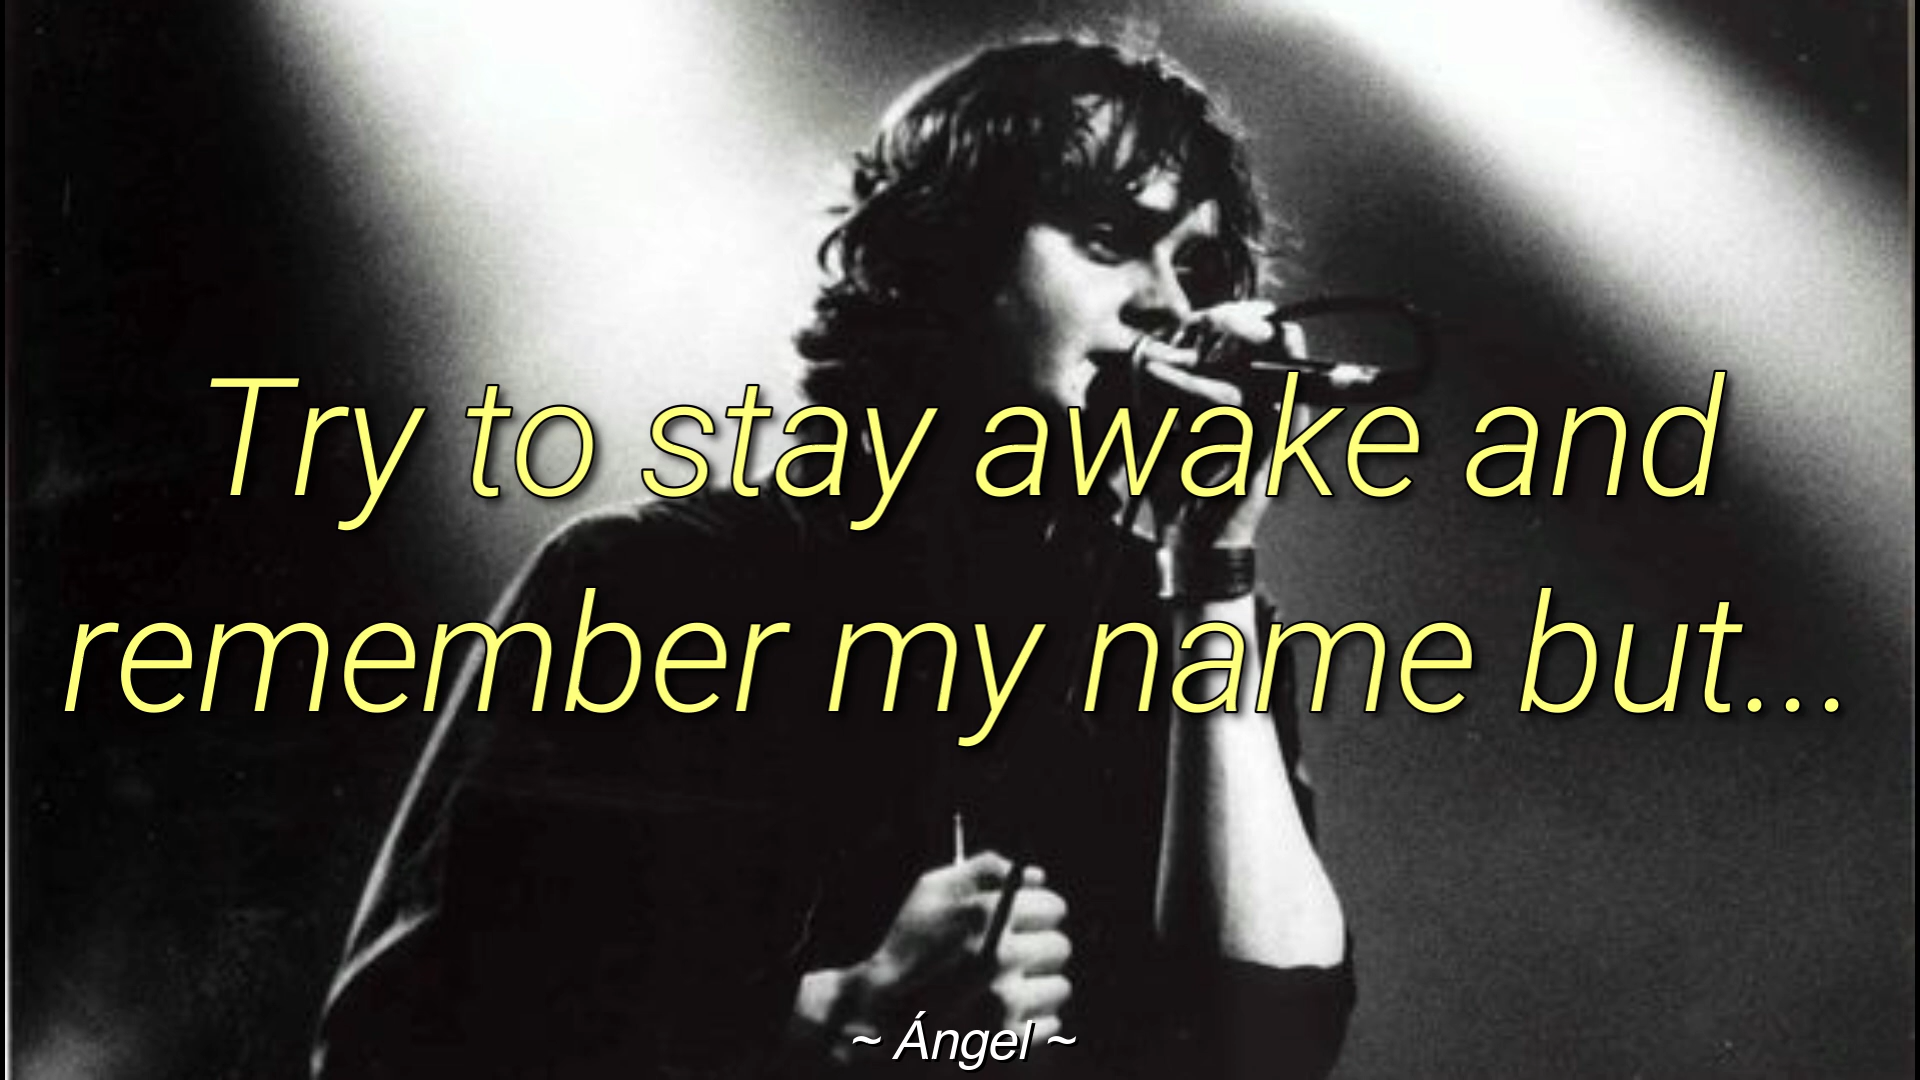 Try to stay awake and
remember my name but...
~ Ángel ~